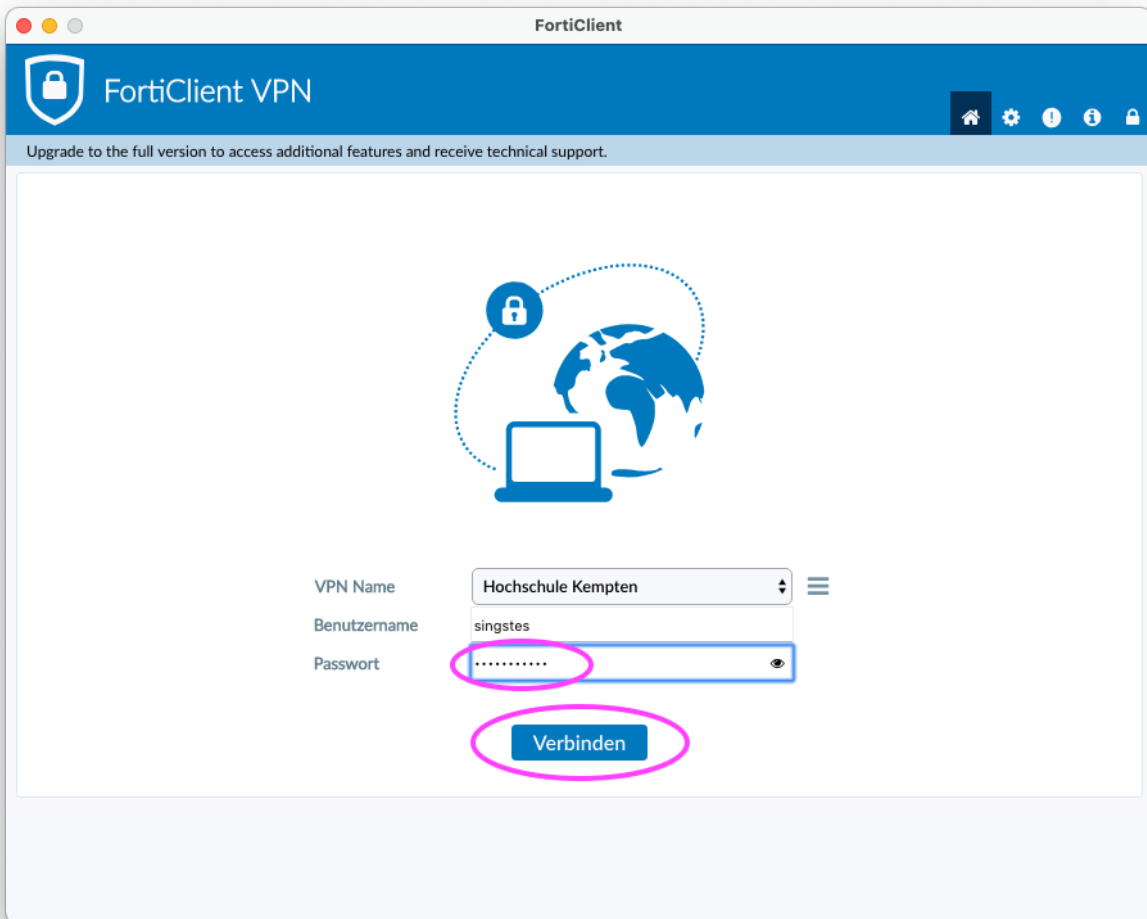 FortiClient
FortiClient VPN
Upgrade to the full version to access additional features and receive technical support.
VPN Name
Hochschule Kempten
Benutzername
singstes
Passwort
•••••••••••
Verbinden